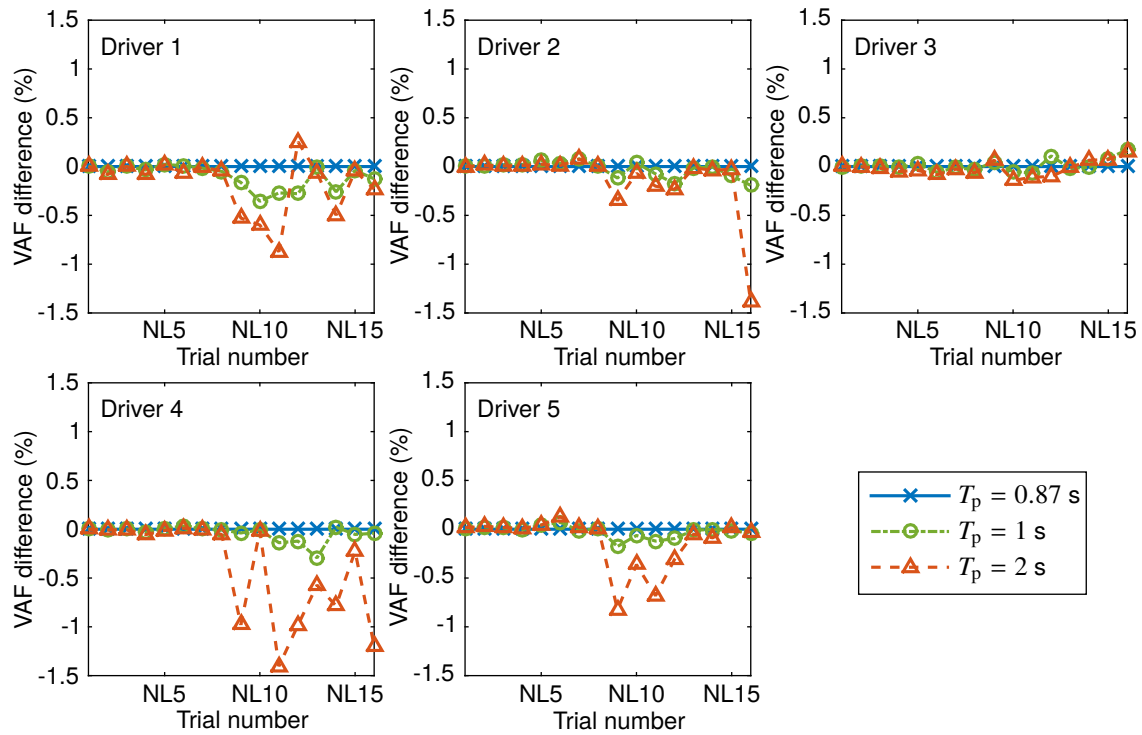 Driver 1
VAF difference (%)
1.5
1
0.5
0
-0.5
-1
-1.5
NL5 NL10 NL15
Trial number
Driver 2
VAF difference (%)
1.5
1
0.5
0
-0.5
-1
-1.5
NL5 NL10 NL15
Trial number
Driver 3
VAF difference (%)
1.5
1
0.5
0
-0.5
-1
-1.5
NL5 NL10 NL15
Trial number
Driver 4
VAF difference (%)
1.5
1
0.5
0
-0.5
-1
-1.5
NL5 NL10 NL15
Trial number
Driver 5
VAF difference (%)
1.5
1
0.5
0
-0.5
-1
-1.5
NL5 NL10 NL15
Trial number
Tp = 0.87 s
Tp = 1 s
Tp = 2 s